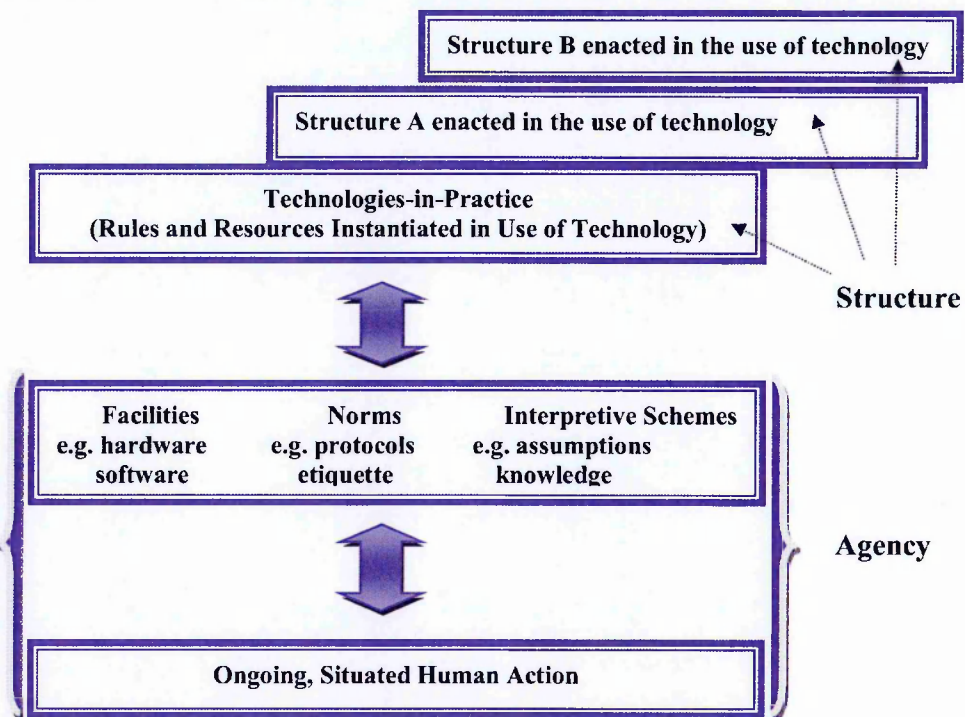 Structure B enacted in the use of technology
Structure A enacted in the use of technology
Technologies-in-Practice
(Rules and Resources Instantiated in Use of Technology)
Structure
Facilities Norms Interpretive Schemes
e.g. hardware e.g. protocols e.g. assumptions
software etiquette knowledge
Agency
Ongoing, Situated Human Action